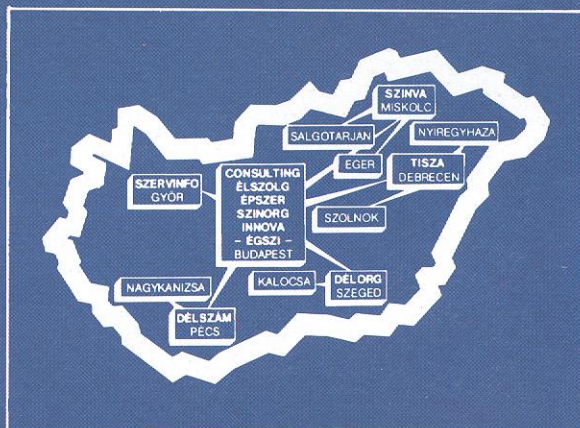 SZINVA
MISKOLC
SALGOTARJAN
NYIREGYHAZA
EGER
TISZA
DEBRECEN
CONSULTING
ÉLSZOLG
ÉPSZER
SZINORG
INNOVA
– ÉGSZI –
BUDAPEST
SZERVINFO
GYŐR
SZOLNOK
NAGYKANIZSA
KALOCSA
DÉLORG
SZEGED
DÉLSZÁM
PÉCS